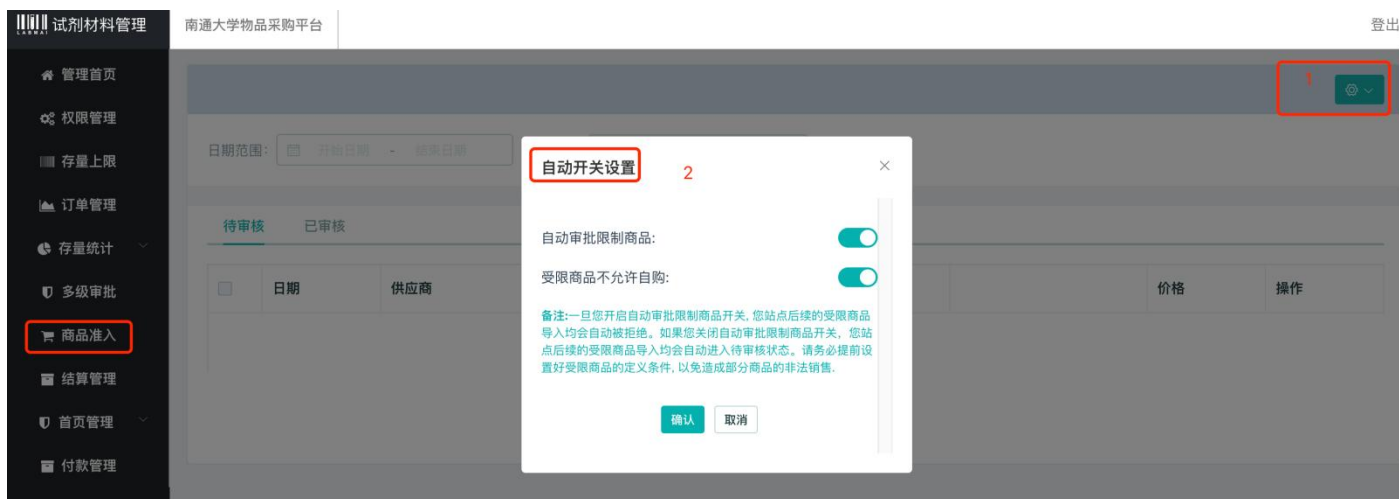 LABMAI 试剂材料管理
南通大学物品采购平台
登出
管理首页
权限管理
存量上限
订单管理
存量统计
多级审批
商品准入
结算管理
首页管理
付款管理
1
日期范围: 开始日期 - 结束日期
待审核 已审核
日期 供应商 价格 操作
自动开关设置
2
自动审批限制商品:
受限商品不允许自购:
备注:一旦您开启自动审批限制商品开关, 您站点后续的受限商品
导入均会自动被拒绝。如果您关闭自动审批限制商品开关，您站
点后续的受限商品导入均会自动进入待审核状态。请务必提前设
置好受限商品的定义条件, 以免造成部分商品的非法销售.
确认 取消